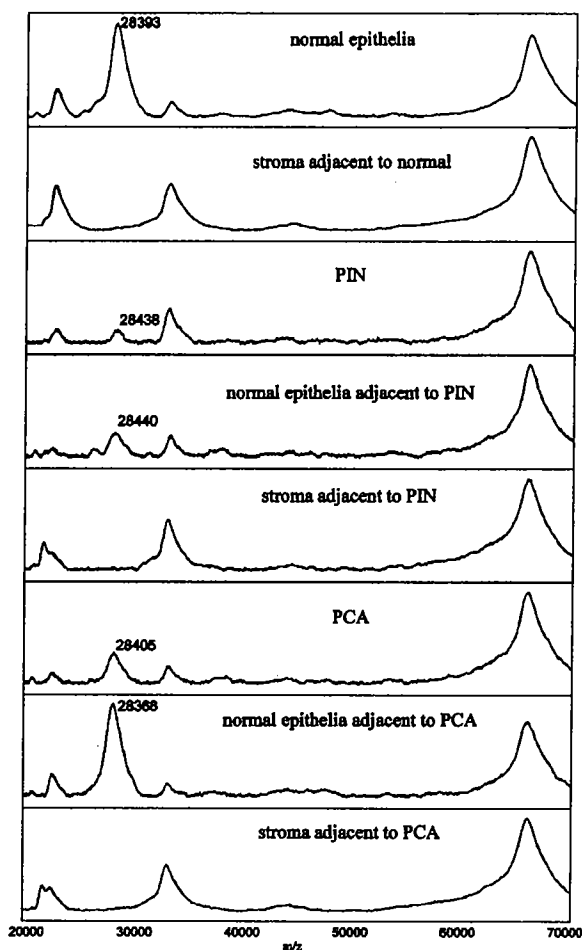 28393
normal epithelia
stroma adjacent to normal
PIN
28438
normal epithelia adjacent to PIN
28440
stroma adjacent to PIN
PCA
28405
28368
normal epithelia adjacent to PCA
stroma adjacent to PCA
20000 30000 40000 50000 60000 70000
m/z